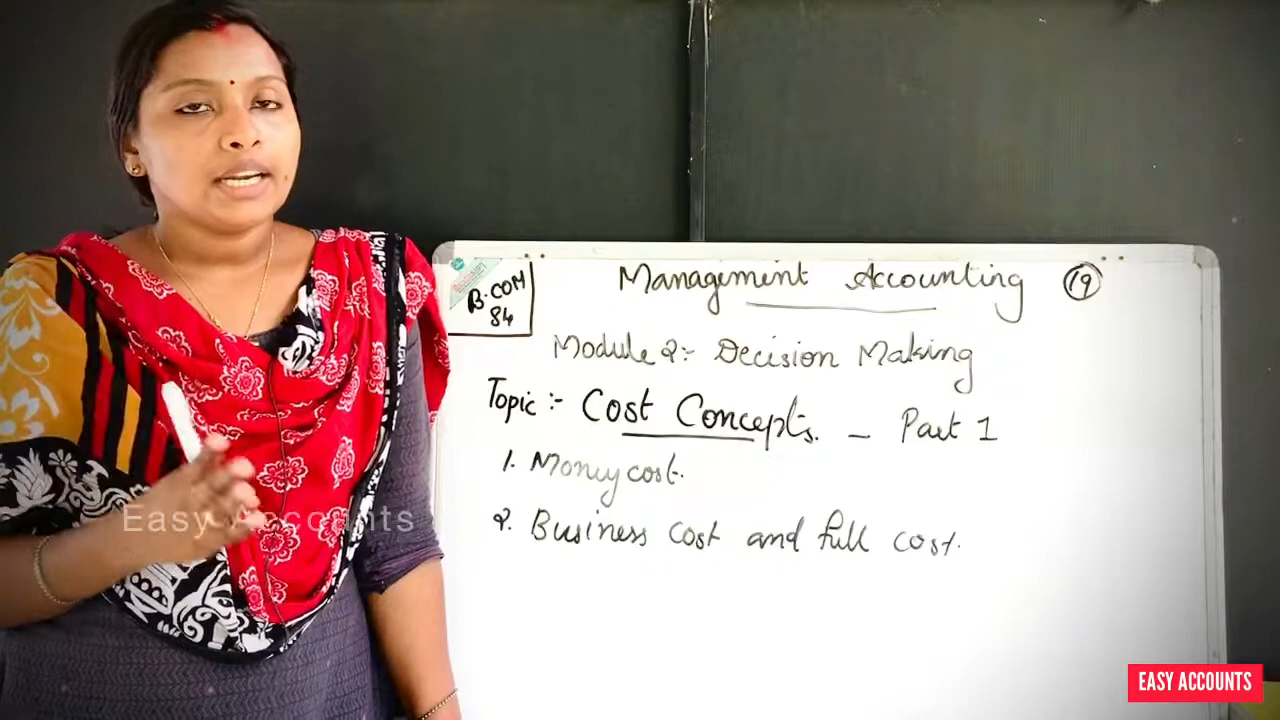 B.COM
84
Management Accounting 19
Module 2:- Decision Making
Topic:- Cost Concepts. - Part 1
1. Money cost.
2. Business cost and full cost.
Easy Accounts
EASY ACCOUNTS